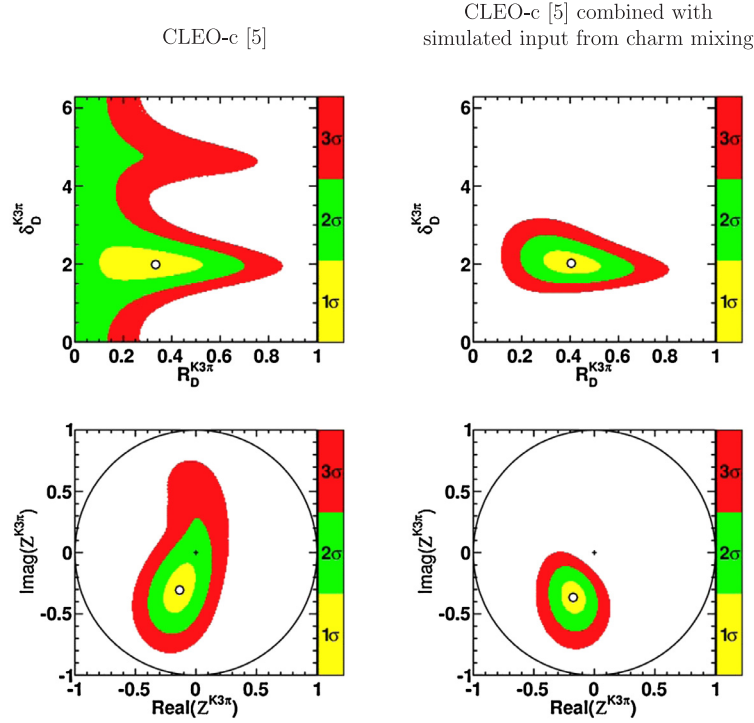 CLEO-c [5]
CLEO-c [5] combined with
simulated input from charm mixing
δ_D^K3π
6
4
2
0
0 0.2 0.4 0.6 0.8 1
R_D^K3π
3σ
2σ
1σ
δ_D^K3π
6
4
2
0
0 0.2 0.4 0.6 0.8 1
R_D^K3π
3σ
2σ
1σ
Imag(Z^K3π)
1
0.5
0
-0.5
-1
-1 -0.5 0 0.5 1
Real(Z^K3π)
3σ
2σ
1σ
Imag(Z^K3π)
1
0.5
0
-0.5
-1
-1 -0.5 0 0.5 1
Real(Z^K3π)
3σ
2σ
1σ